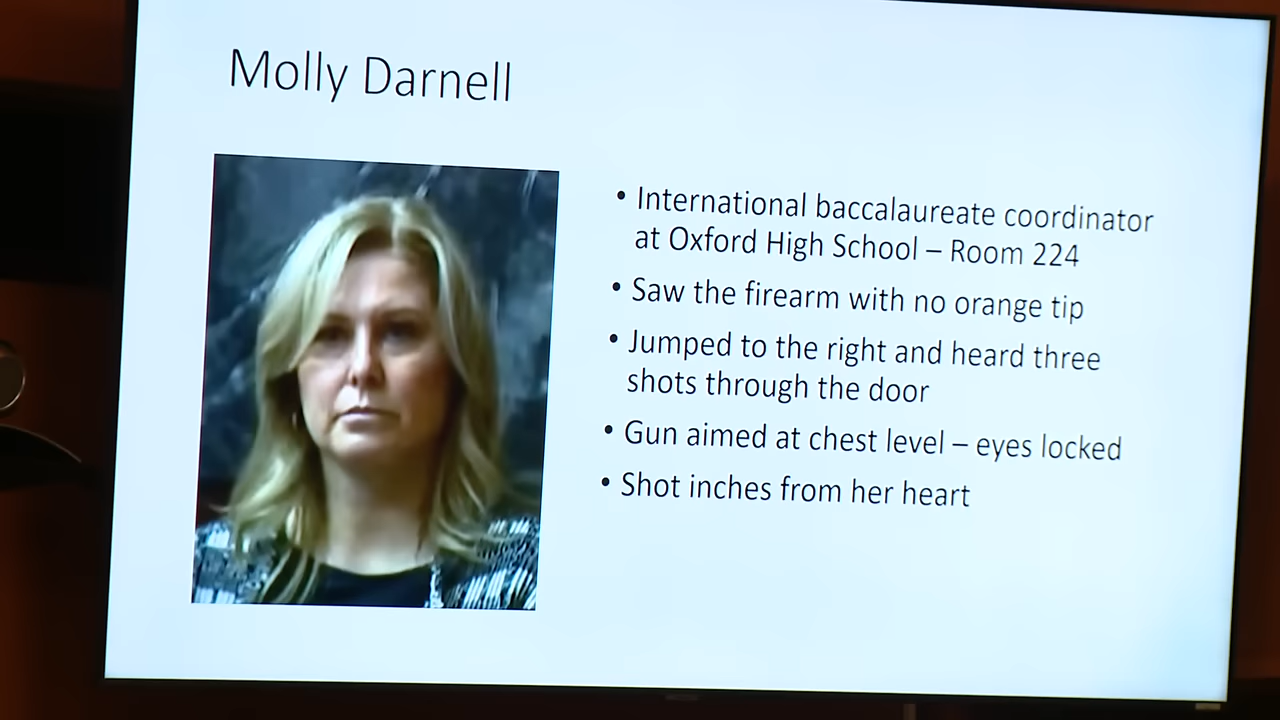 Molly Darnell
• International baccalaureate coordinator
at Oxford High School – Room 224
• Saw the firearm with no orange tip
• Jumped to the right and heard three
shots through the door
• Gun aimed at chest level – eyes locked
• Shot inches from her heart